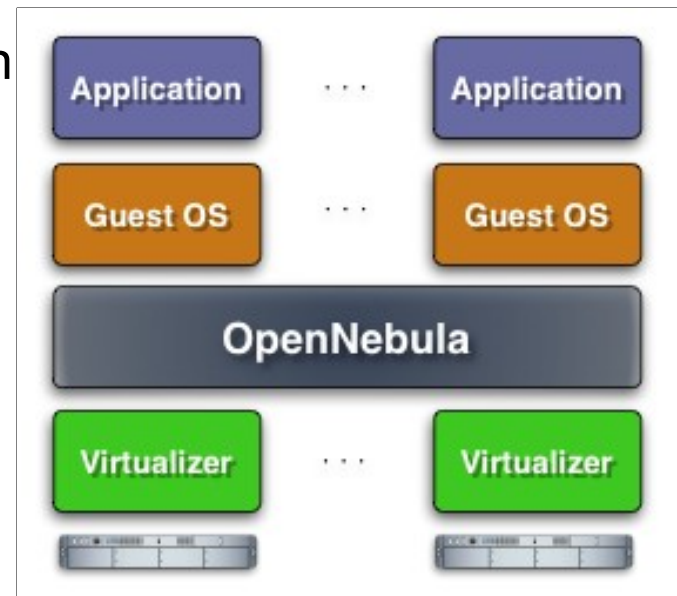 n
Application . . . Application
Guest OS . . . Guest OS
OpenNebula
Virtualizer . . . Virtualizer